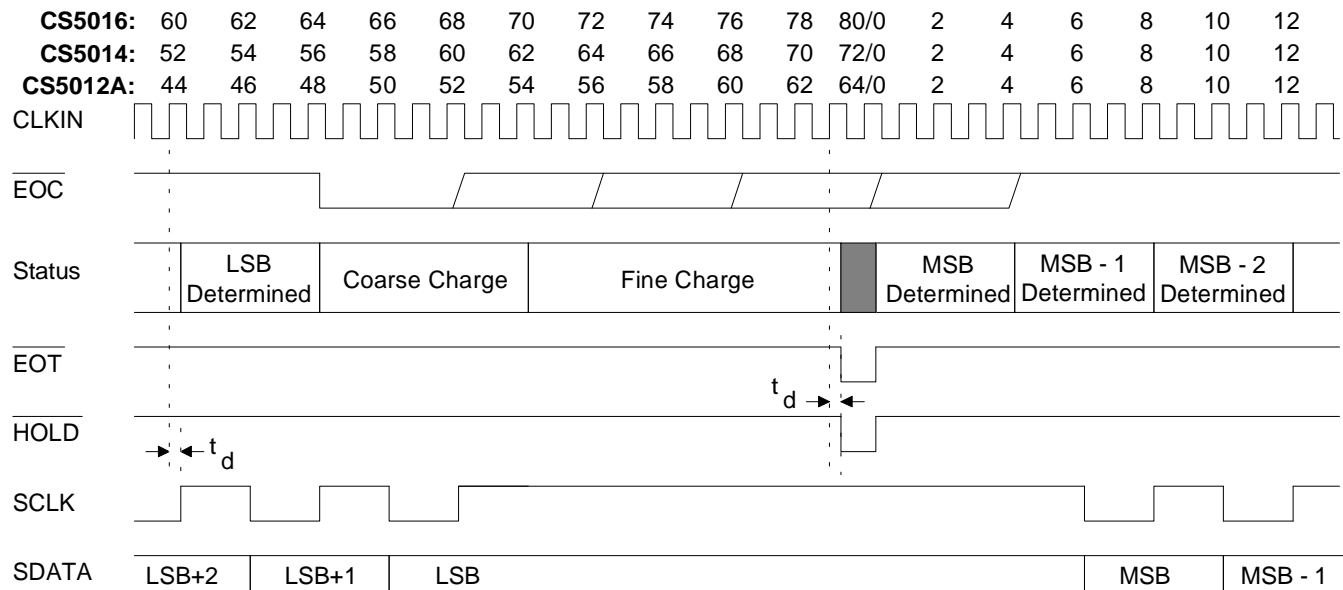 CS5016: 60 62 64 66 68 70 72 74 76 78 80/0 2 4 6 8 10 12
CS5014: 52 54 56 58 60 62 64 66 68 70 72/0 2 4 6 8 10 12
CS5012A: 44 46 48 50 52 54 56 58 60 62 64/0 2 4 6 8 10 12
CLKIN
EOC
Status
LSB
Determined
Coarse Charge
Fine Charge
MSB
Determined
MSB - 1
Determined
MSB - 2
Determined
EOT
t d
HOLD
t d
SCLK
SDATA LSB+2 LSB+1 LSB MSB MSB - 1